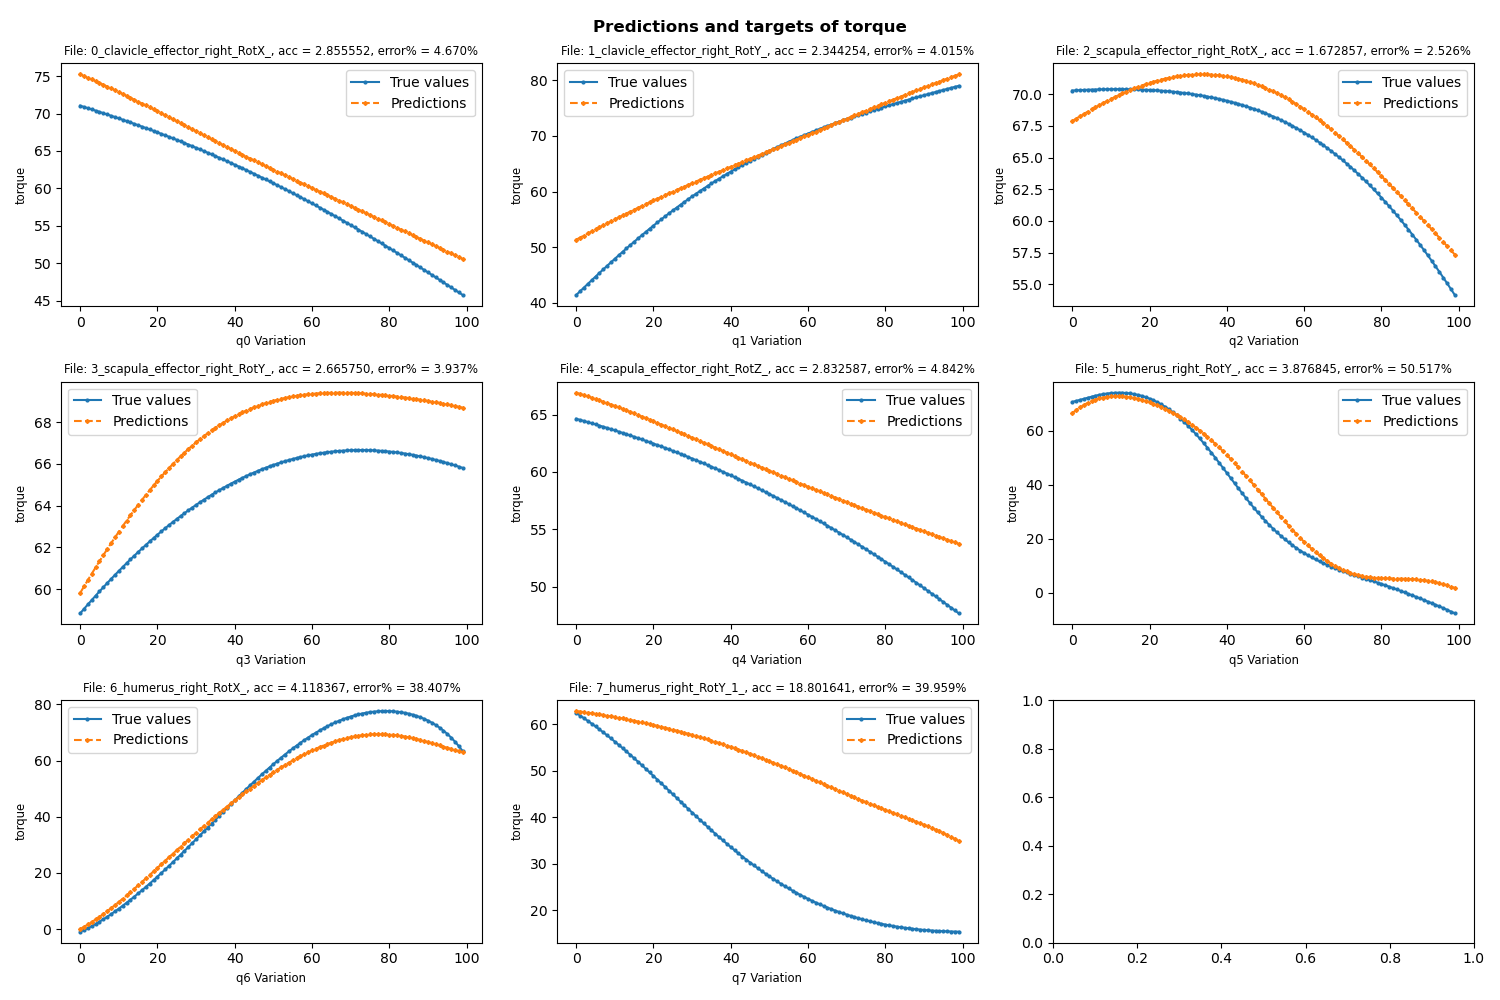 Predictions and targets of torque
File: 0_clavicle_effector_right_RotX_, acc = 2.855552, error% = 4.670%
75
70
65
60
55
50
45
torque
True values
Predictions
0 20 40 60 80 100
q0 Variation
File: 1_clavicle_effector_right_RotY_, acc = 2.344254, error% = 4.015%
80
70
60
50
40
torque
True values
Predictions
0 20 40 60 80 100
q1 Variation
File: 2_scapula_effector_right_RotX_, acc = 1.672857, error% = 2.526%
70.0
67.5
65.0
62.5
60.0
57.5
55.0
torque
True values
Predictions
0 20 40 60 80 100
q2 Variation
File: 3_scapula_effector_right_RotY_, acc = 2.665750, error% = 3.937%
68
66
64
62
60
torque
True values
Predictions
0 20 40 60 80 100
q3 Variation
File: 4_scapula_effector_right_RotZ_, acc = 2.832587, error% = 4.842%
65
60
55
50
torque
True values
Predictions
0 20 40 60 80 100
q4 Variation
File: 5_humerus_right_RotY_, acc = 3.876845, error% = 50.517%
60
40
20
0
torque
True values
Predictions
0 20 40 60 80 100
q5 Variation
File: 6_humerus_right_RotX_, acc = 4.118367, error% = 38.407%
80
60
40
20
0
torque
True values
Predictions
0 20 40 60 80 100
q6 Variation
File: 7_humerus_right_RotY_1_, acc = 18.801641, error% = 39.959%
60
50
40
30
20
torque
True values
Predictions
0 20 40 60 80 100
q7 Variation
1.0
0.8
0.6
0.4
0.2
0.0
0.0 0.2 0.4 0.6 0.8 1.0